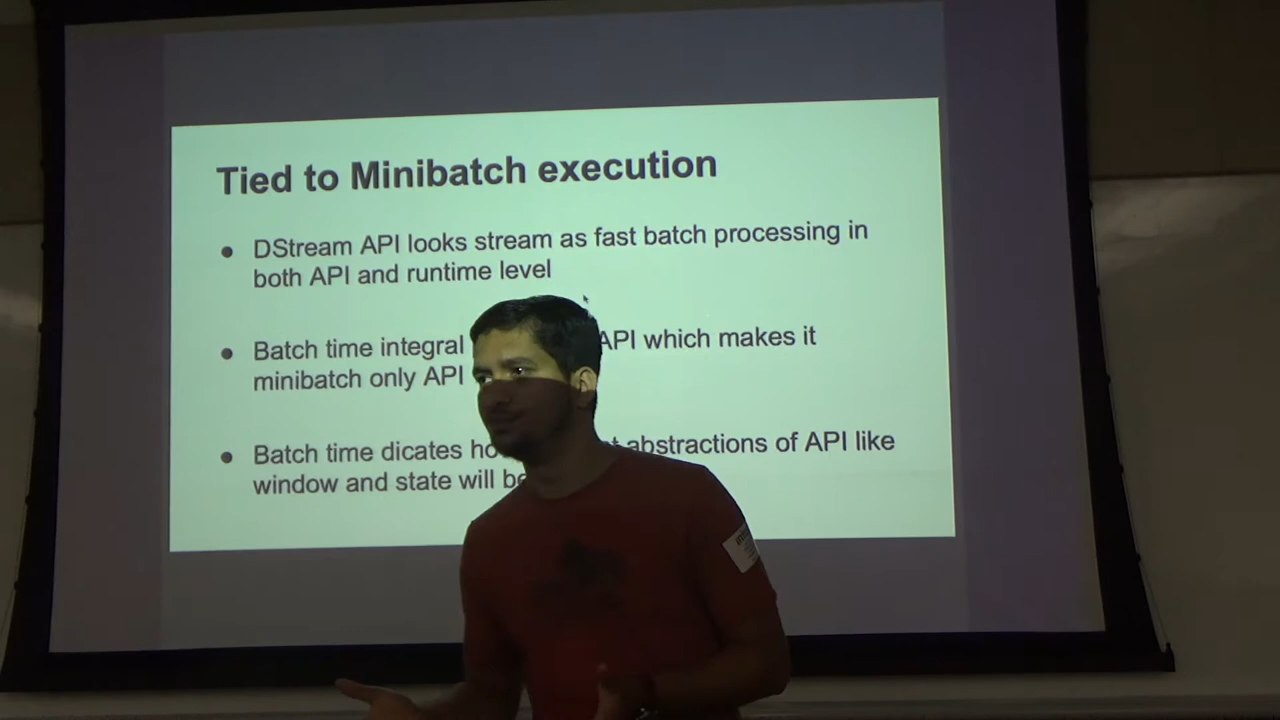 Tied to Minibatch execution
● DStream API looks stream as fast batch processing in
both API and runtime level
● Batch time integral API which makes it
minibatch only API
● Batch time dicates abstractions of API like
window and state will be